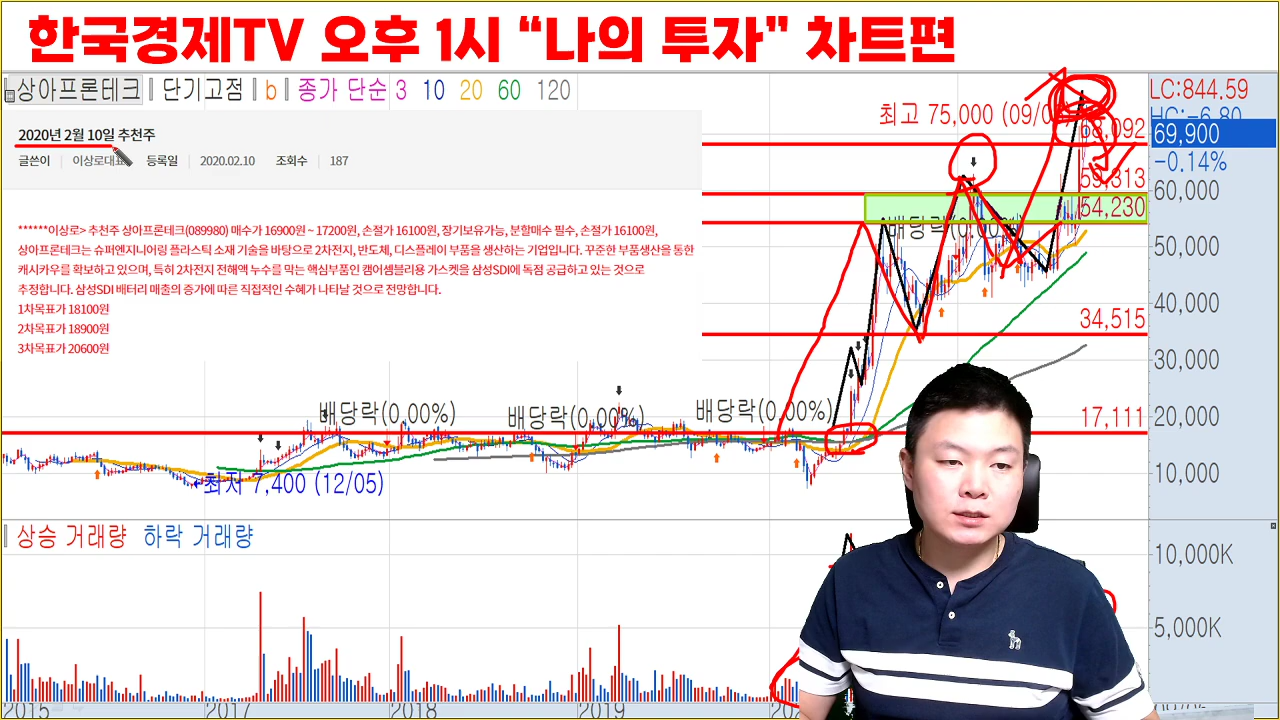 한국경제TV 오후 1시 “나의 투자” 차트편
상아프론테크 단기고점 b 종가 단순 3 10 20 60 120
LC:844.59
최고 75,000 (09/0
HC:-6.80
69,900
68,092
-0.14%
2020년 2월 10일 추천주
글쓴이 이상로대표 등록일 2020.02.10 조회수 187
59,313
60,000
54,230
배당락(0.00%)
******이상로> 추천주 상아프론테크(089980) 매수가 16900원 ~ 17200원, 손절가 16100원, 장기보유가능, 분할매수 필수, 손절가 16100원,
상아프론테크는 슈퍼엔지니어링 플라스틱 소재 기술을 바탕으로 2차전지, 반도체, 디스플레이 부품을 생산하는 기업입니다. 꾸준한 부품생산을 통한
캐시카우를 확보하고 있으며, 특히 2차전지 전해액 누수를 막는 핵심부품인 캡어셈블리용 가스켓을 삼성SDI에 독점 공급하고 있는 것으로
추정합니다. 삼성SDI 배터리 매출의 증가에 따른 직접적인 수혜가 나타날 것으로 전망합니다.
1차목표가 18100원
2차목표가 18900원
3차목표가 20600원
50,000
40,000
34,515
30,000
배당락(0.00%) 배당락(0.00%) 배당락(0.00%)
17,111
20,000
10,000
최저 7,400 (12/05)
상승 거래량 하락 거래량
10,000K
5,000K
2015 2017 2018 2019